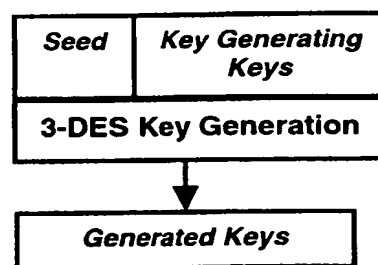 Seed
Key Generating
Keys
3-DES Key Generation
Generated Keys